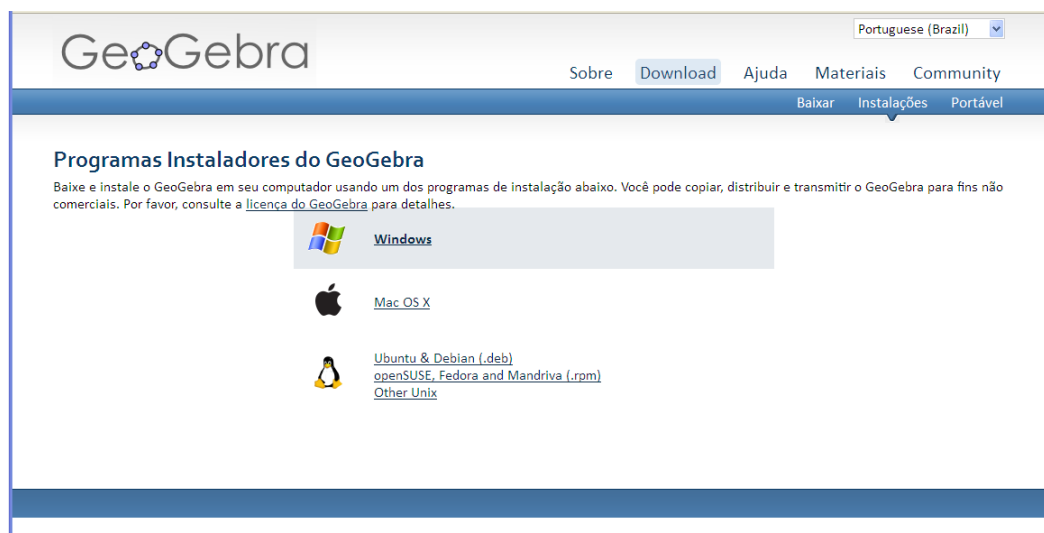 Portuguese (Brazil)
GeoGebra
Sobre Download Ajuda Materiais Community
Baixar Instalações Portável
Programas Instaladores do GeoGebra
Baixe e instale o GeoGebra em seu computador usando um dos programas de instalação abaixo. Você pode copiar, distribuir e transmitir o GeoGebra para fins não
comerciais. Por favor, consulte a licença do GeoGebra para detalhes.
Windows
Mac OS X
Ubuntu & Debian (.deb)
openSUSE, Fedora and Mandriva (.rpm)
Other Unix